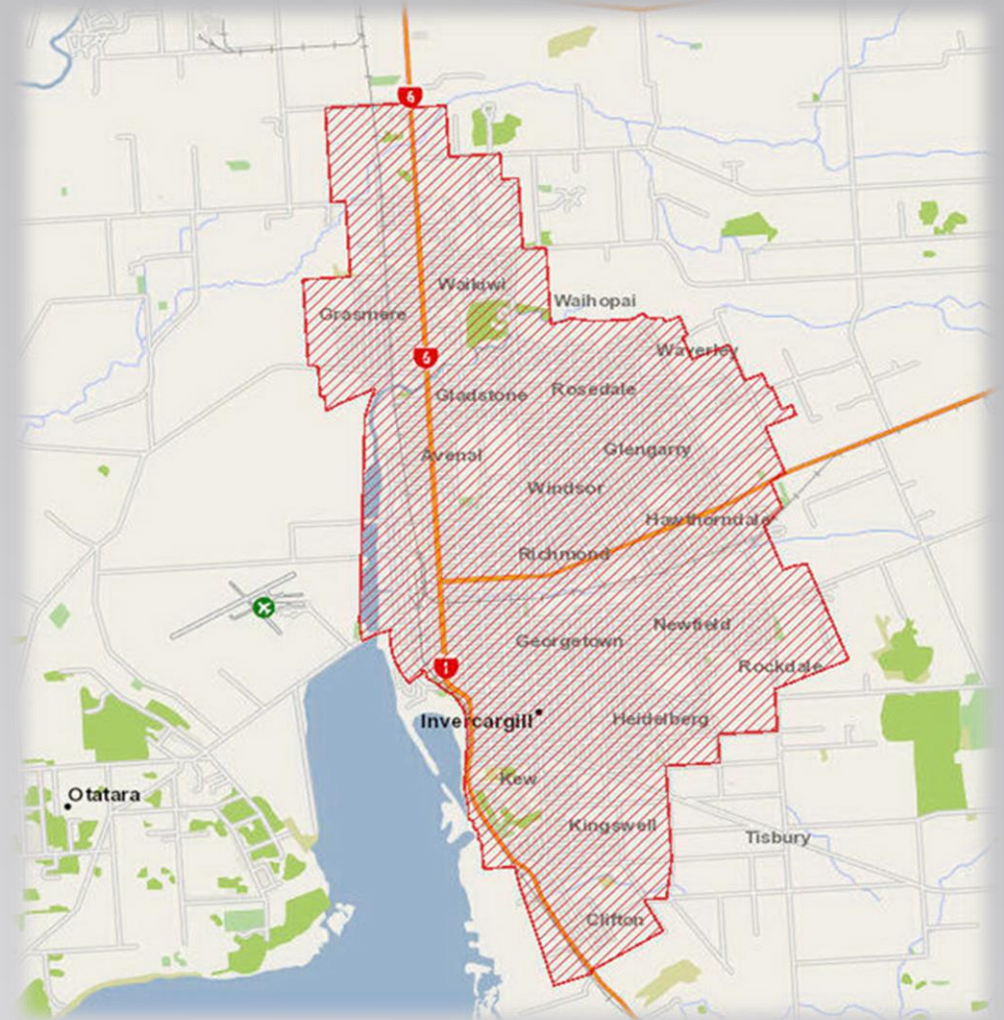 6
Waikiwi
Waihopai
Grasmere
Waverley
6
Gladstone
Rosedale
Avenal
Glengarry
Windsor
Hawthorndale
Richmond
Newfield
Georgetown
Rockdale
1
Invercargill
Heidelberg
Kew
Otatara
Kingswell
Tisbury
Clifton